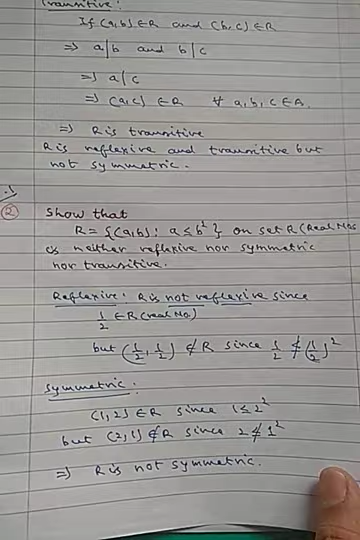 Transitive:
If (a,b) ∈ R and (b,c) ∈ R
⇒ a|b and b|c
⇒ a|c
⇒ (a,c) ∈ R ∀ a,b,c ∈ A.
⇒ R is transitive
R is reflexive and transitive but
not symmetric.
② Show that
R = {(a,b): a ≤ b²} on set R (Real Nos
is neither reflexive nor symmetric
nor transitive.
Reflexive: R is not reflexive since
1/2 ∈ R (real No)
but (1/2, 1/2) ∉ R since 1/2 ≰ (1/2)²
Symmetric:
(1,2) ∈ R since 1 ≤ 2²
but (2,1) ∉ R since 2 ≰ 1²
⇒ R is not symmetric.